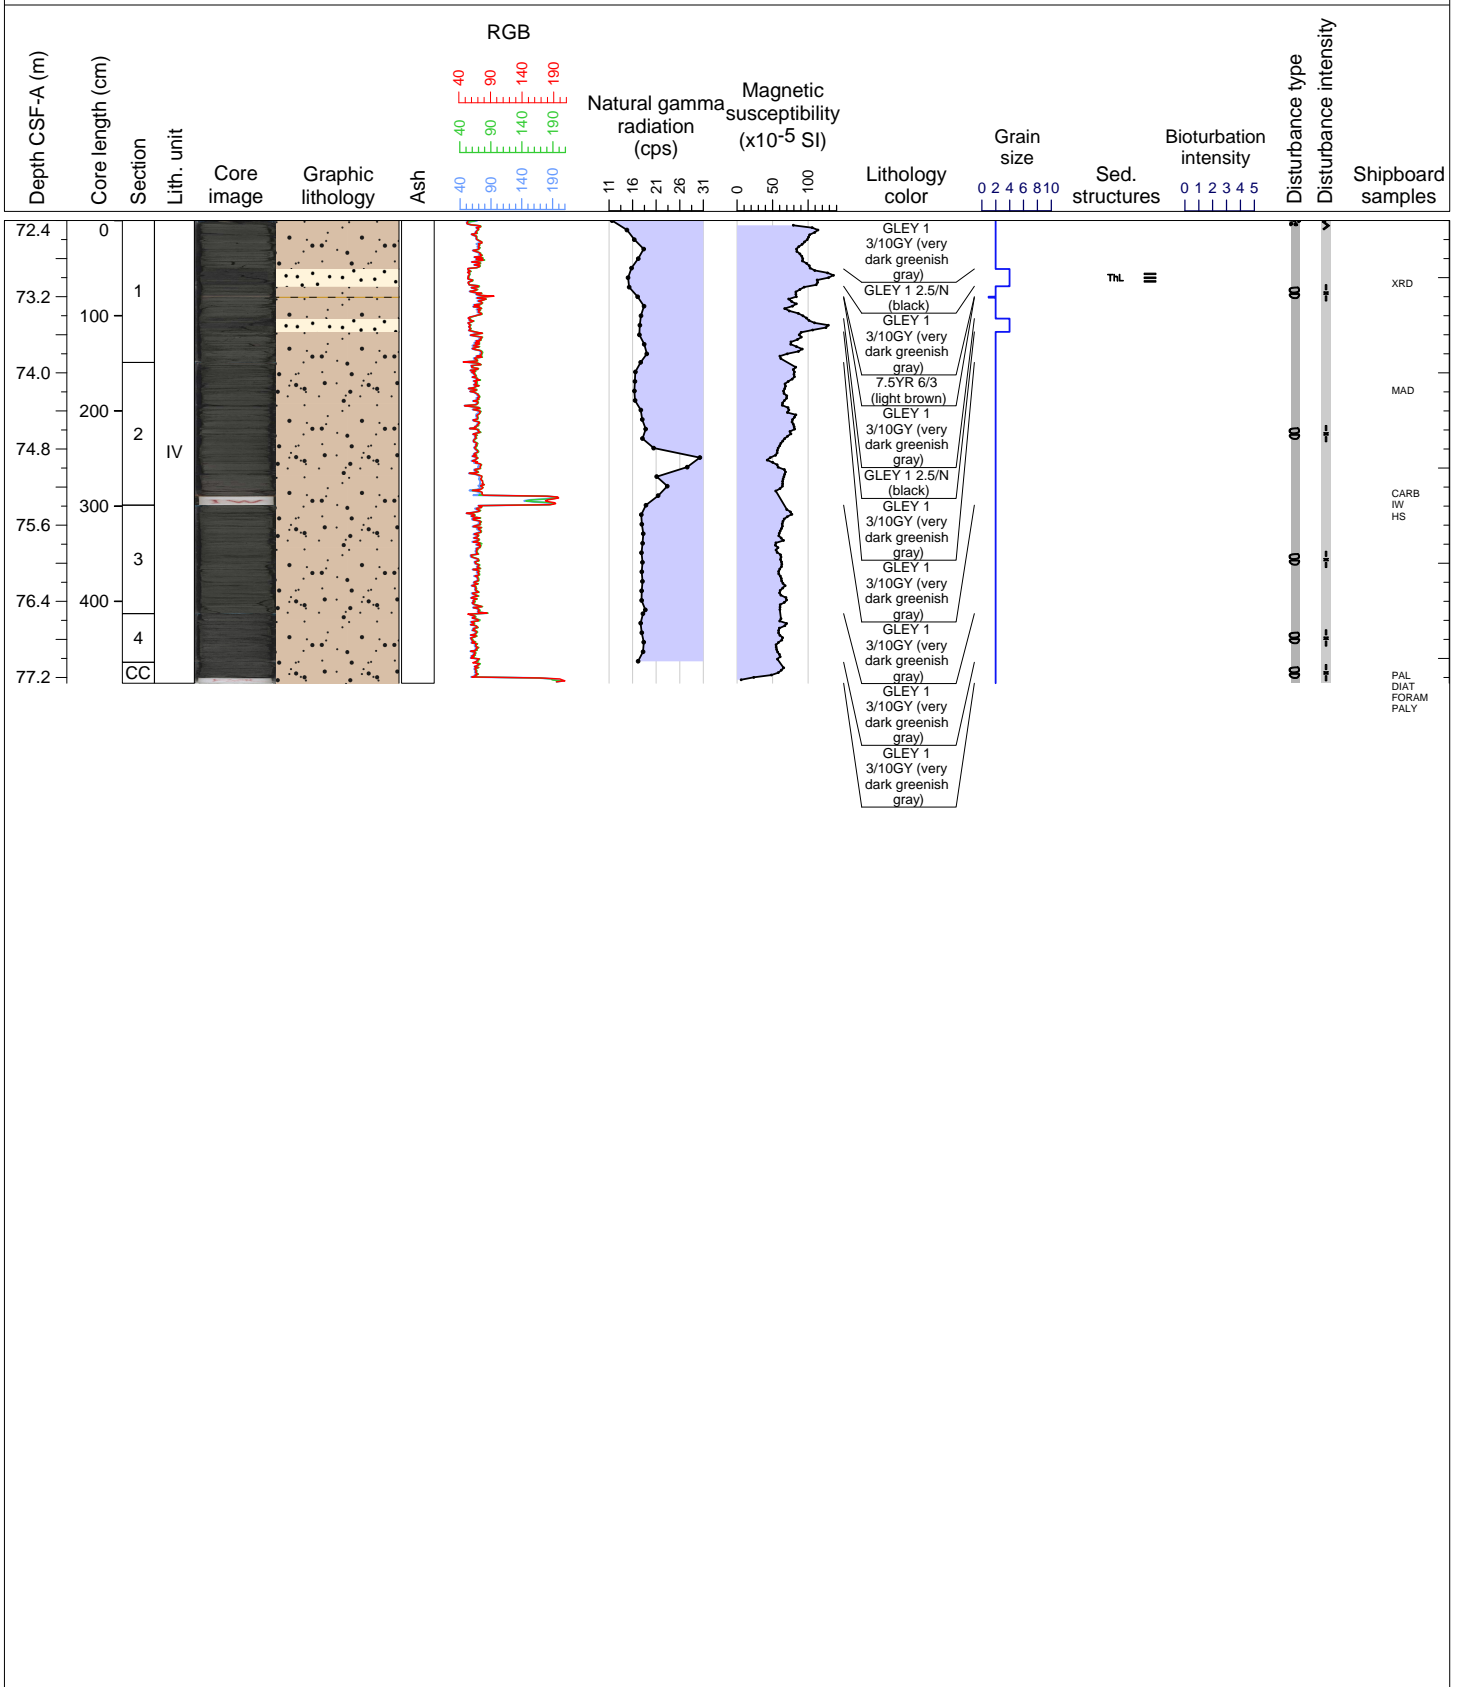 RGB
Depth CSF-A (m)
Core length (cm)
Section
Lith. unit
Core
image
Graphic
lithology
Ash
40 90 140 190
40 90 140 190
40 90 140 190
Natural gamma
radiation
(cps)
11 16 21 26 31
Magnetic
susceptibility
(x10-5 SI)
0 50 100
Lithology
color
Grain
size
0 2 4 6 8 10
Sed.
structures
Bioturbation
intensity
0 1 2 3 4 5
Disturbance type
Disturbance intensity
Shipboard
samples
72.4
73.2
74.0
74.8
75.6
76.4
77.2
0
100
200
300
400
1
2
3
4
CC
IV
GLEY 1
3/10GY (very
dark greenish
gray)
GLEY 1 2.5/N
(black)
GLEY 1
3/10GY (very
dark greenish
gray)
7.5YR 6/3
(light brown)
GLEY 1
3/10GY (very
dark greenish
gray)
GLEY 1 2.5/N
(black)
GLEY 1
3/10GY (very
dark greenish
gray)
GLEY 1
3/10GY (very
dark greenish
gray)
GLEY 1
3/10GY (very
dark greenish
gray)
GLEY 1
3/10GY (very
dark greenish
gray)
GLEY 1
3/10GY (very
dark greenish
gray)
ThL
XRD
MAD
CARB
IW
HS
PAL
DIAT
FORAM
PALY